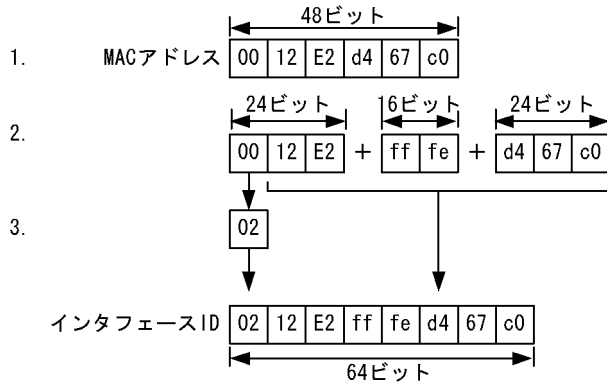 48ビット
1. MACアドレス 00 12 E2 d4 67 c0
24ビット 16ビット 24ビット
2. 00 12 E2 + ff fe + d4 67 c0
3. 02
インタフェースID 02 12 E2 ff fe d4 67 c0
64ビット